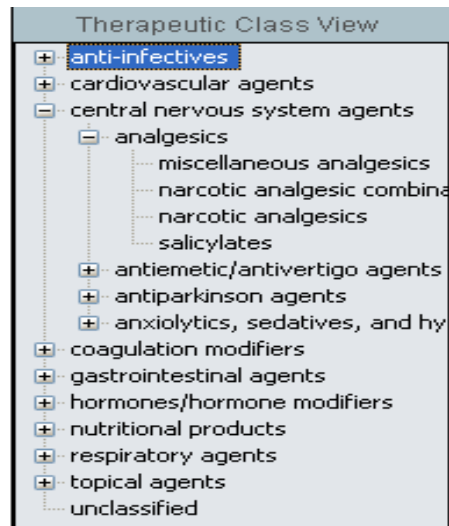 Therapeutic Class View
anti-infectives
cardiovascular agents
central nervous system agents
analgesics
miscellaneous analgesics
narcotic analgesic combina
narcotic analgesics
salicylates
antiemetic/antivertigo agents
antiparkinson agents
anxiolytics, sedatives, and hy
coagulation modifiers
gastrointestinal agents
hormones/hormone modifiers
nutritional products
respiratory agents
topical agents
unclassified